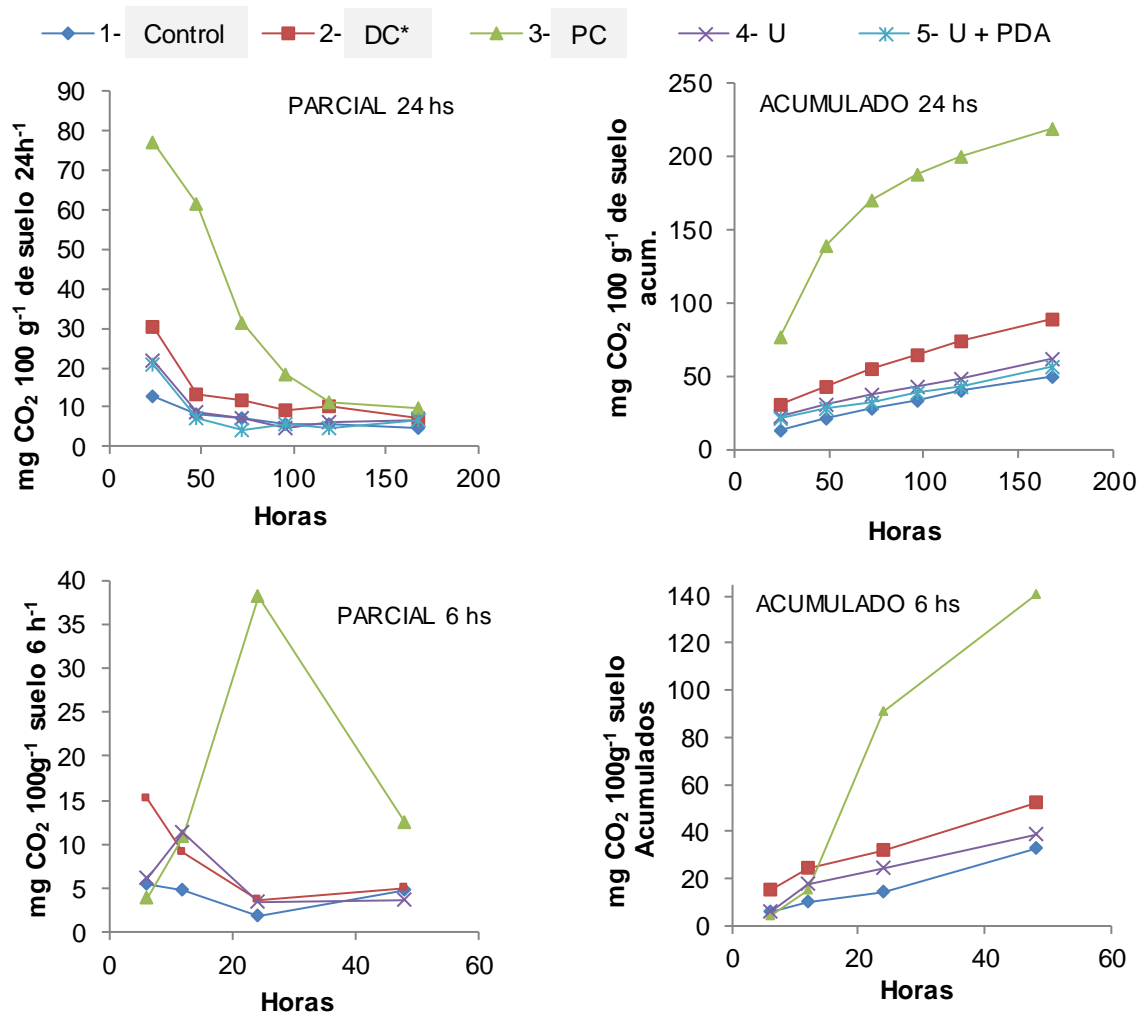 1- Control 2- DC* 3- PC 4- U 5- U + PDA
PARCIAL 24 hs
mg CO₂ 100 g⁻¹ de suelo 24h⁻¹
90
80
70
60
50
40
30
20
10
0
0 50 100 150 200
Horas
ACUMULADO 24 hs
mg CO₂ 100 g⁻¹ de suelo
acum.
250
200
150
100
50
0
0 50 100 150 200
Horas
PARCIAL 6 hs
mg CO₂ 100g⁻¹ suelo 6 h⁻¹
40
35
30
25
20
15
10
5
0
0 20 40 60
Horas
ACUMULADO 6 hs
mg CO₂ 100g⁻¹ suelo
Acumulados
140
120
100
80
60
40
20
0
0 20 40 60
Horas